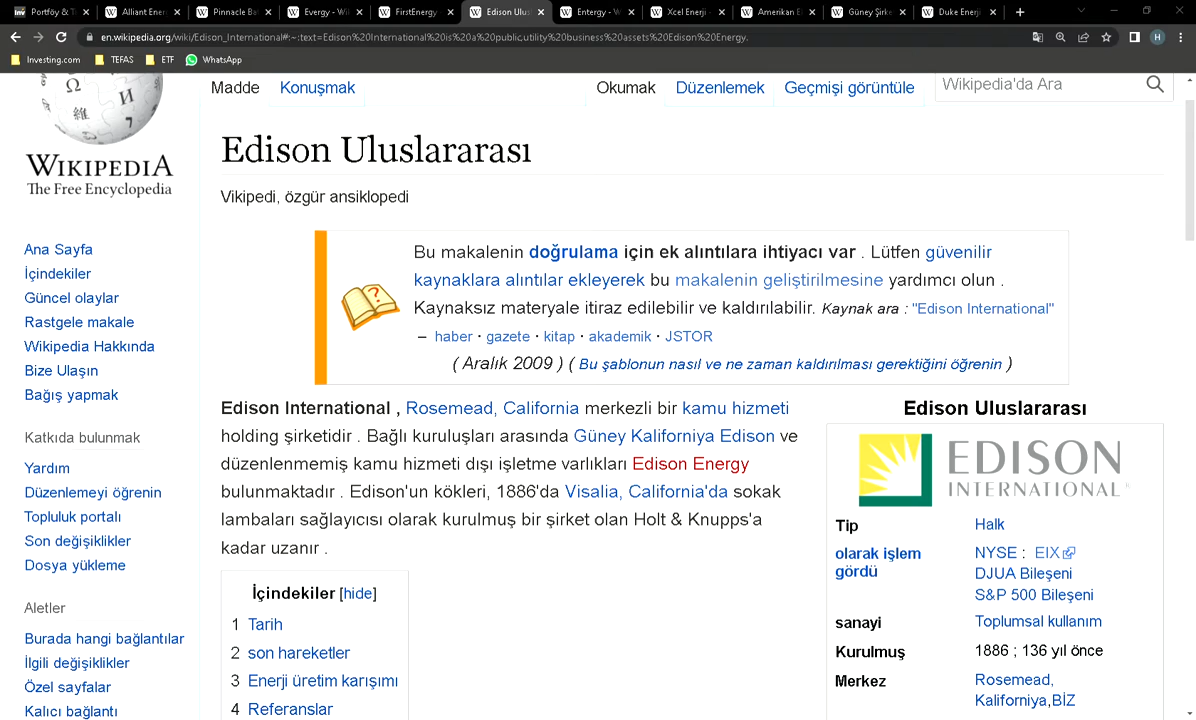 Portföy & T
Alliant Ener
Pinnacle Ba
Evergy - Wi
FirstEnergy
Edison Ulus
Entergy - W
Xcel Enerji -
Amerikan E
Güney Şirke
Duke Enerji
en.wikipedia.org/wiki/Edison_International#:~:text=Edison%20International%20is%20a%20public,utility%20business%20assets%20Edison%20Energy.
H
Investing.com TEFAS ETF WhatsApp
Madde Konuşmak Okumak Düzenlemek Geçmişi görüntüle Wikipedia'da Ara
WIKIPEDIA
The Free Encyclopedia
Ana Sayfa
İçindekiler
Güncel olaylar
Rastgele makale
Wikipedia Hakkında
Bize Ulaşın
Bağış yapmak
Katkıda bulunmak
Yardım
Düzenlemeyi öğrenin
Topluluk portalı
Son değişiklikler
Dosya yükleme
Aletler
Burada hangi bağlantılar
İlgili değişiklikler
Özel sayfalar
Kalıcı bağlantı
Edison Uluslararası
Vikipedi, özgür ansiklopedi
Bu makalenin doğrulama için ek alıntılara ihtiyacı var . Lütfen güvenilir
kaynaklara alıntılar ekleyerek bu makalenin geliştirilmesine yardımcı olun .
Kaynaksız materyale itiraz edilebilir ve kaldırılabilir. Kaynak ara : "Edison International"
– haber · gazete · kitap · akademik · JSTOR
( Aralık 2009 ) ( Bu şablonun nasıl ve ne zaman kaldırılması gerektiğini öğrenin )
Edison International , Rosemead, California merkezli bir kamu hizmeti
holding şirketidir . Bağlı kuruluşları arasında Güney Kaliforniya Edison ve
düzenlenmemiş kamu hizmeti dışı işletme varlıkları Edison Energy
bulunmaktadır . Edison'un kökleri, 1886'da Visalia, California'da sokak
lambaları sağlayıcısı olarak kurulmuş bir şirket olan Holt & Knupps'a
kadar uzanır .
İçindekiler [hide]
1 Tarih
2 son hareketler
3 Enerji üretim karışımı
4 Referanslar
Edison Uluslararası
EDISON
INTERNATIONAL
Tip Halk
olarak işlem gördü NYSE : EIX
DJUA Bileşeni
S&P 500 Bileşeni
sanayi Toplumsal kullanım
Kurulmuş 1886 ; 136 yıl önce
Merkez Rosemead,
Kaliforniya,BİZ